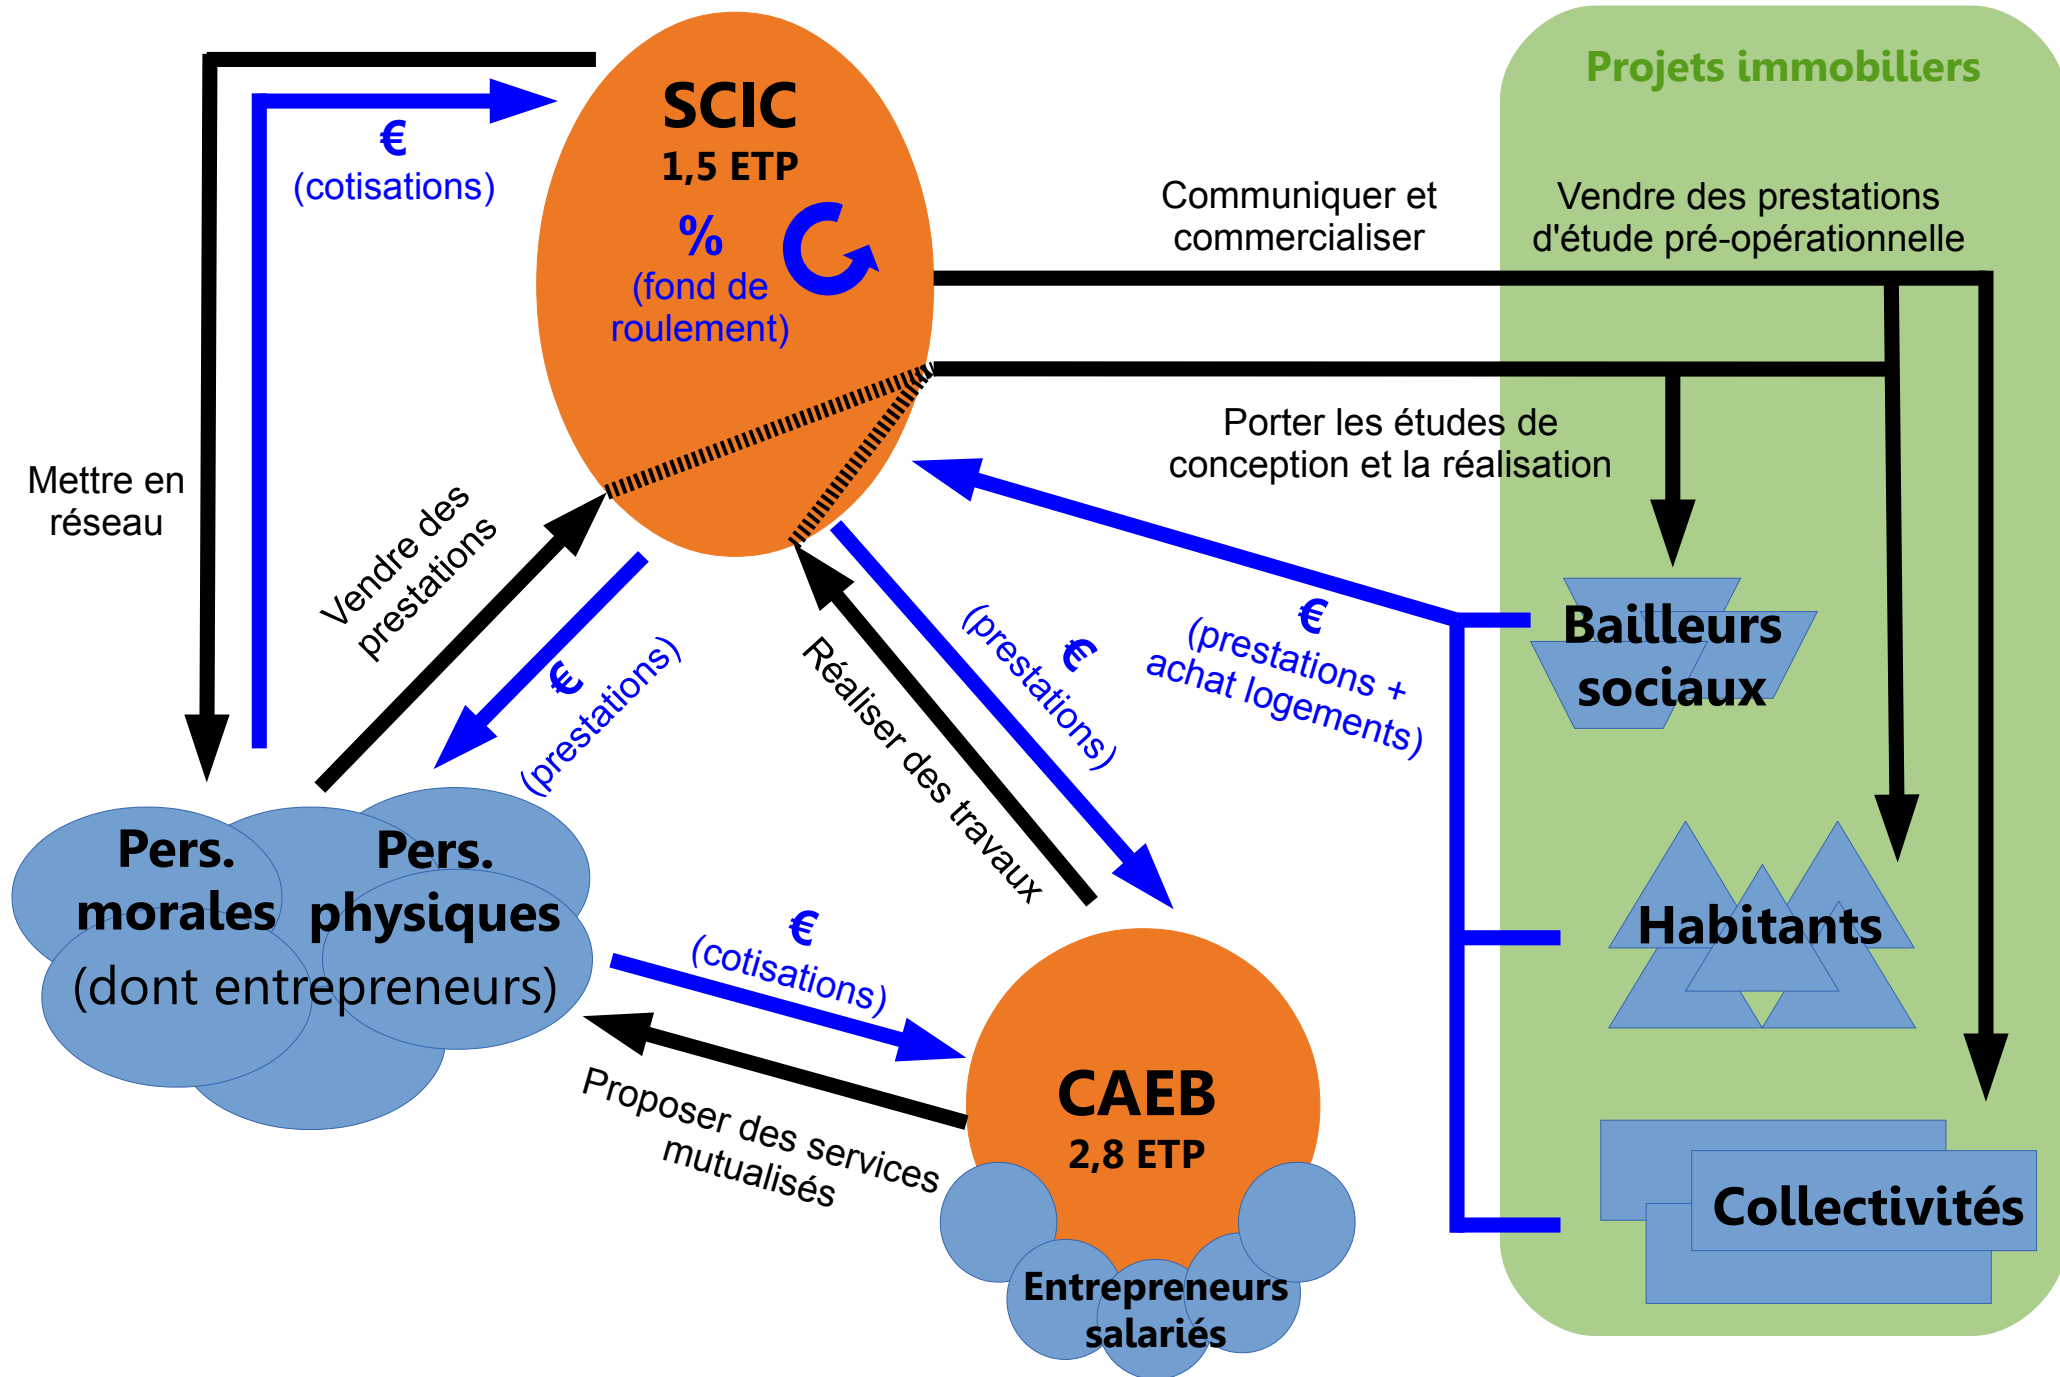 SCIC
1,5 ETP
%
(fond de
roulement)
€
(cotisations)
Mettre en
réseau
Vendre des
prestations
€
(prestations)
Réaliser des travaux
€
(prestations)
Communiquer et
commercialiser
Porter les études de
conception et la réalisation
€
(prestations +
achat logements)
Projets immobiliers
Vendre des prestations
d'étude pré-opérationnelle
Bailleurs
sociaux
Habitants
Collectivités
Pers.
morales
Pers.
physiques
(dont entrepreneurs)
€
(cotisations)
Proposer des services
mutualisés
CAEB
2,8 ETP
Entrepreneurs
salariés